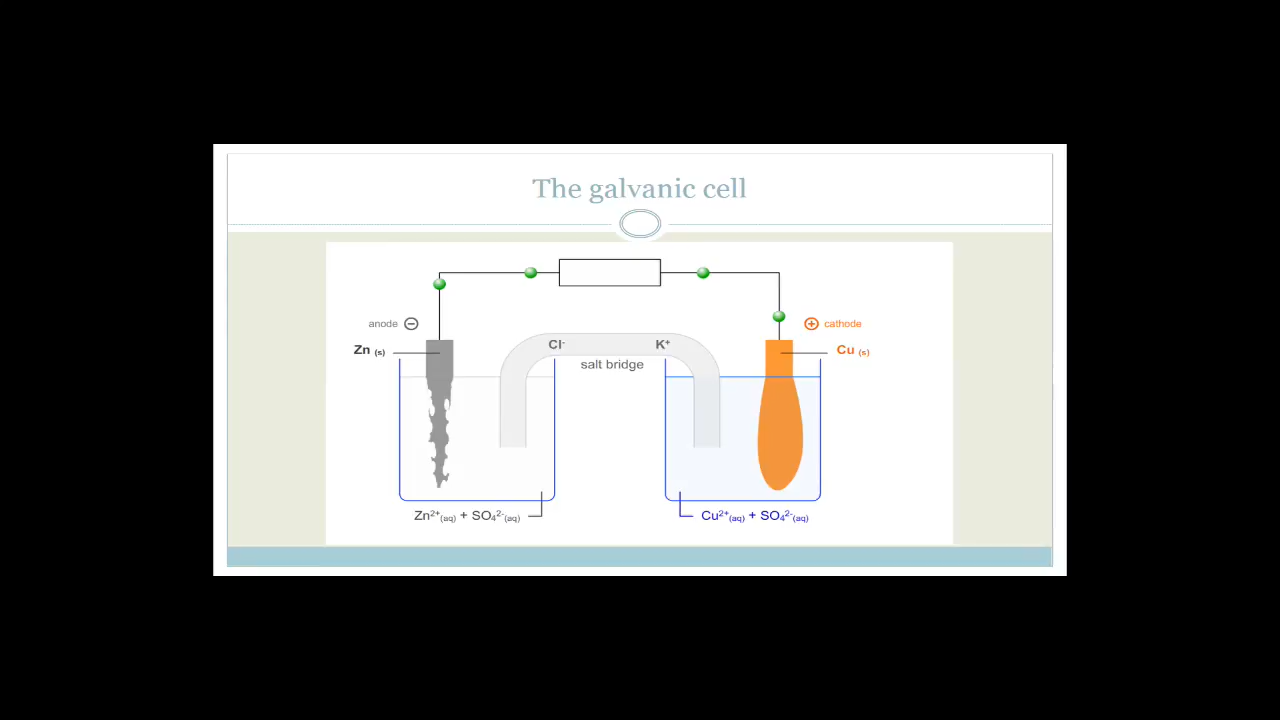 The galvanic cell
anode ⊖
⊕ cathode
Zn (s)
Cl⁻
K⁺
Cu (s)
salt bridge
Zn²⁺(aq) + SO₄²⁻(aq)
Cu²⁺(aq) + SO₄²⁻(aq)